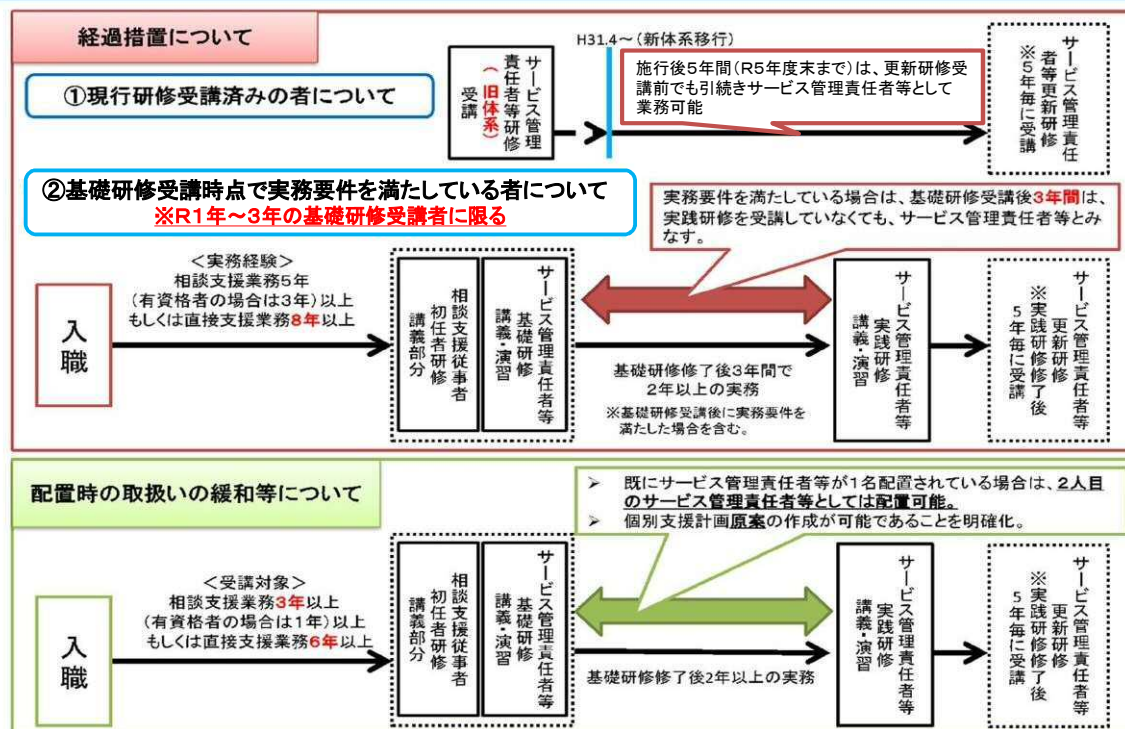 経過措置について
H31.4～(新体系移行)
①現行研修受講済みの者について
サービス管理
責任者等研修
(旧体系)
受講
施行後5年間(R5年度末まで)は、更新研修受
講前でも引続きサービス管理責任者等として
業務可能
サービス管理責任
者等更新研修
※5年毎に受講
②基礎研修受講時点で実務要件を満たしている者について
※R1年～3年の基礎研修受講者に限る
実務要件を満たしている場合は、基礎研修受講後3年間は、
実践研修を受講していなくても、サービス管理責任者等とみ
なす。
入職
＜実務経験＞
相談支援業務5年
(有資格者の場合は3年)以上
もしくは直接支援業務8年以上
相談支援従事者
初任者研修
講義部分
サービス管理責任者等
基礎研修
講義・演習
基礎研修修了後3年間で
2年以上の実務
※基礎研修受講後に実務要件を
満たした場合を含む。
サービス管理責任者等
実践研修
講義・演習
サービス管理責任者等
更新研修
※実践研修修了後
5年毎に受講
配置時の取扱いの緩和等について
➢ 既にサービス管理責任者等が1名配置されている場合は、2人目
のサービス管理責任者等としては配置可能。
➢ 個別支援計画原案の作成が可能であることを明確化。
入職
＜受講対象＞
相談支援業務3年以上
(有資格者の場合は1年)以上
もしくは直接支援業務6年以上
相談支援従事者
初任者研修
講義部分
サービス管理責任者等
基礎研修
講義・演習
基礎研修修了後2年以上の実務
サービス管理責任者等
実践研修
講義・演習
サービス管理責任者等
更新研修
※実践研修修了後
5年毎に受講